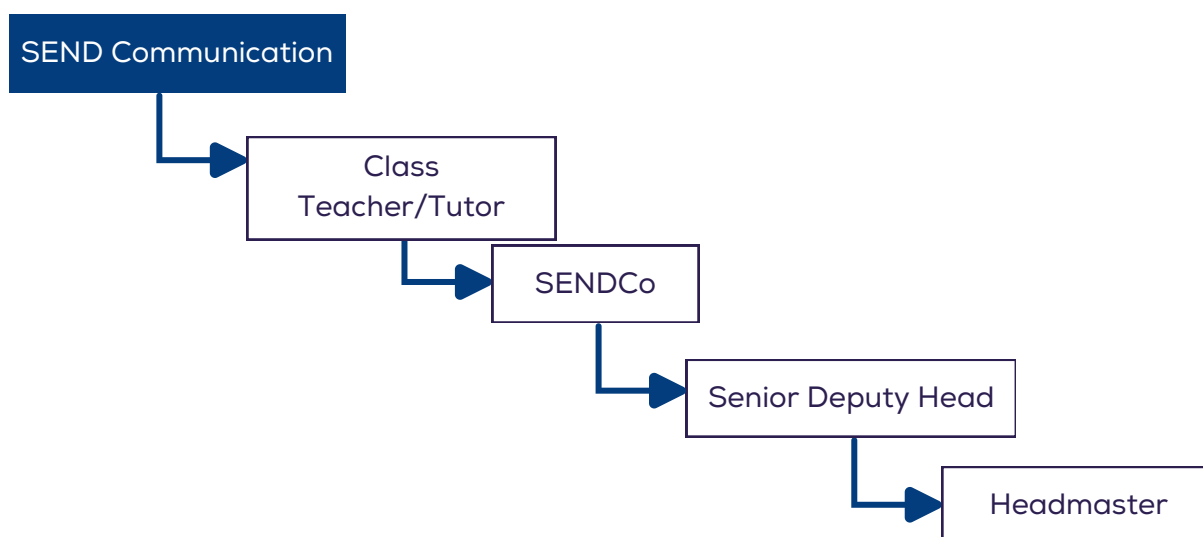 SEND Communication
Class
Teacher/Tutor
SENDCo
Senior Deputy Head
Headmaster